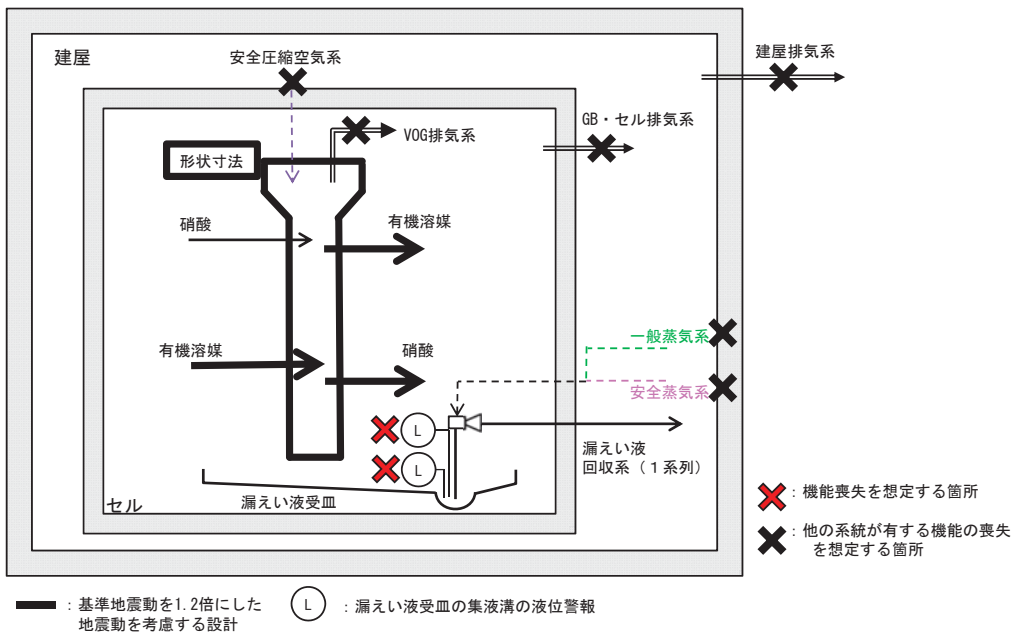 建屋
安全圧縮空気系
建屋排気系
VOG排気系
GB・セル排気系
形状寸法
硝酸
有機溶媒
一般蒸気系
有機溶媒
硝酸
安全蒸気系
L
L
漏えい液
回収系（１系列）
漏えい液受皿
セル
：機能喪失を想定する箇所
：他の系統が有する機能の喪失
を想定する箇所
：基準地震動を1.2倍にした
地震動を考慮する設計
L
：漏えい液受皿の集液溝の液位警報